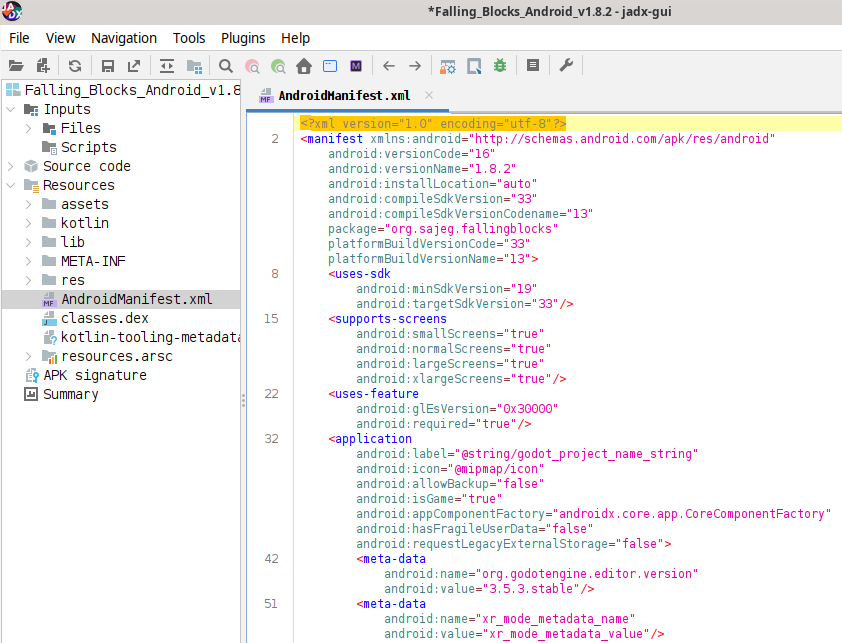 *Falling_Blocks_Android_v1.8.2 - jadx-gui
File View Navigation Tools Plugins Help
Falling_Blocks_Android_v1.8
Inputs
Files
Scripts
Source code
Resources
assets
kotlin
lib
META-INF
res
AndroidManifest.xml
classes.dex
kotlin-tooling-metadata
resources.arsc
APK signature
Summary
AndroidManifest.xml
<?xml version="1.0" encoding="utf-8"?>
2 <manifest xmlns:android="http://schemas.android.com/apk/res/android"
android:versionCode="16"
android:versionName="1.8.2"
android:installLocation="auto"
android:compileSdkVersion="33"
android:compileSdkVersionCodename="13"
package="org.sajeg.fallingblocks"
platformBuildVersionCode="33"
platformBuildVersionName="13">
8 <uses-sdk
android:minSdkVersion="19"
android:targetSdkVersion="33"/>
15 <supports-screens
android:smallScreens="true"
android:normalScreens="true"
android:largeScreens="true"
android:xlargeScreens="true"/>
22 <uses-feature
android:glEsVersion="0x30000"
android:required="true"/>
32 <application
android:label="@string/godot_project_name_string"
android:icon="@mipmap/icon"
android:allowBackup="false"
android:isGame="true"
android:appComponentFactory="androidx.core.app.CoreComponentFactory"
android:hasFragileUserData="false"
android:requestLegacyExternalStorage="false">
42 <meta-data
android:name="org.godotengine.editor.version"
android:value="3.5.3.stable"/>
51 <meta-data
android:name="xr_mode_metadata_name"
android:value="xr_mode_metadata_value"/>